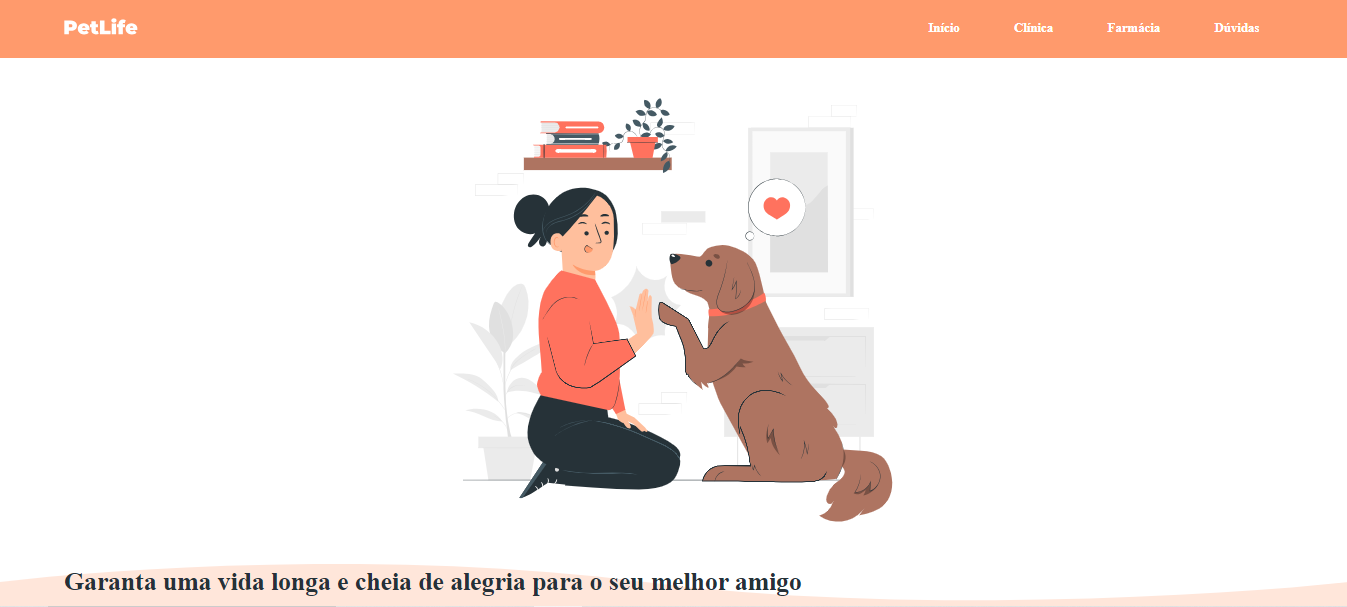 PetLife
Início Clínica Farmácia Dúvidas
Garanta uma vida longa e cheia de alegria para o seu melhor amigo